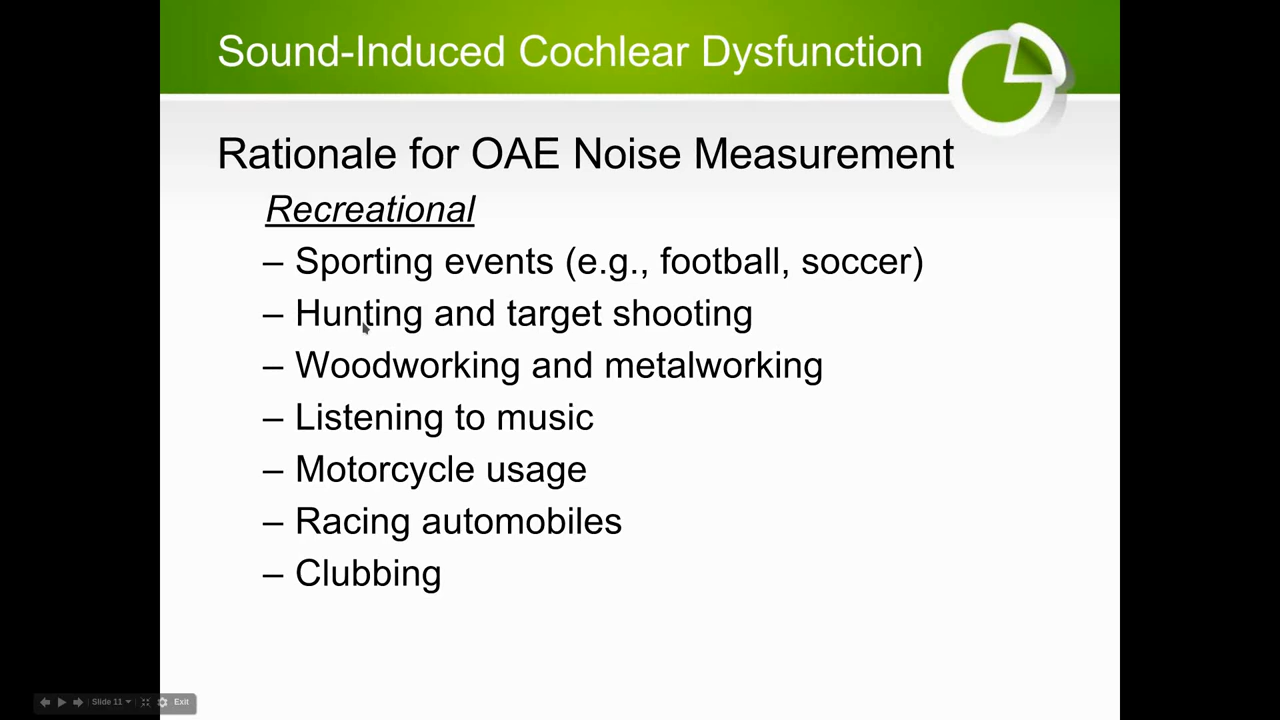 Sound-Induced Cochlear Dysfunction
Rationale for OAE Noise Measurement
Recreational
– Sporting events (e.g., football, soccer)
– Hunting and target shooting
– Woodworking and metalworking
– Listening to music
– Motorcycle usage
– Racing automobiles
– Clubbing
Slide 11 Exit